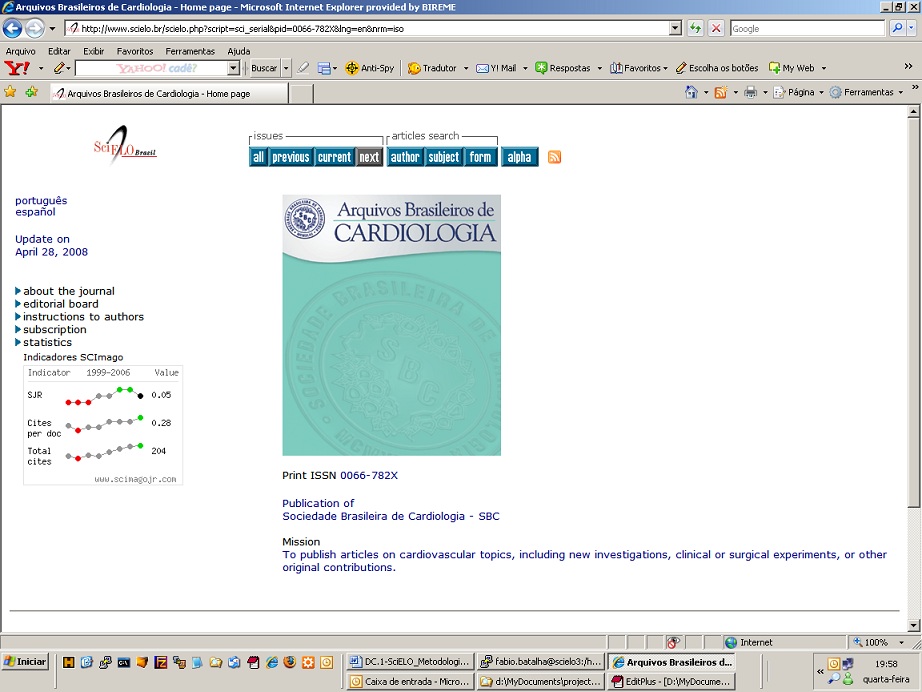 Arquivos Brasileiros de Cardiologia - Home page - Microsoft Internet Explorer provided by BIREME
http://www.scielo.br/scielo.php?script=sci_serial&pid=0066-782X&lng=en&nrm=iso
Google
Arquivo Editar Exibir Favoritos Ferramentas Ajuda
Y! YAHOO! cadê? Buscar Anti-Spy Tradutor Y! Mail Respostas Favoritos Escolha os botões My Web
Arquivos Brasileiros de Cardiologia - Home page
Página Ferramentas
SciELO Brazil
issues articles search
all previous current next author subject form alpha
português
español
Update on
April 28, 2008
about the journal
editorial board
instructions to authors
subscription
statistics
Indicadores SCImago
Indicator 1999-2006 Value
SJR 0.05
Cites per doc 0.28
Total cites 204
www.scimagojr.com
Arquivos Brasileiros de
CARDIOLOGIA
SBC
SOCIEDADE BRASILEIRA DE CARDIOLOGIA
Print ISSN 0066-782X
Publication of
Sociedade Brasileira de Cardiologia - SBC
Mission
To publish articles on cardiovascular topics, including new investigations, clinical or surgical experiments, or other
original contributions.
Internet 100%
Iniciar
DC.1-SciELO_Metodologi... fabio.batalha@scielo3:/h... Arquivos Brasileiros d...
Caixa de entrada - Micro... d:\MyDocuments\project... EditPlus - [D:\MyDocume...
19:58
quarta-feira